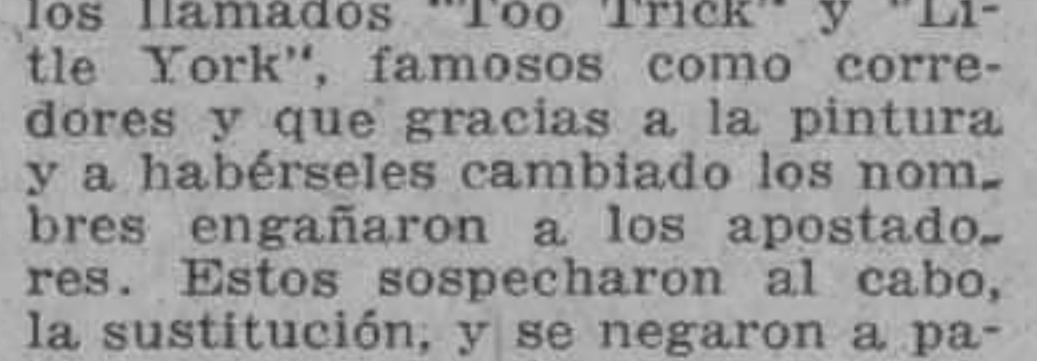 los llamados "Too Trick" y "Li-
tle York", famosos como corre-
dores y que gracias a la pintura
y a habérseles cambiado los nom-
bres engañaron a los apostado-
res. Estos sospecharon al cabo,
la sustitución, y se negaron a pa-